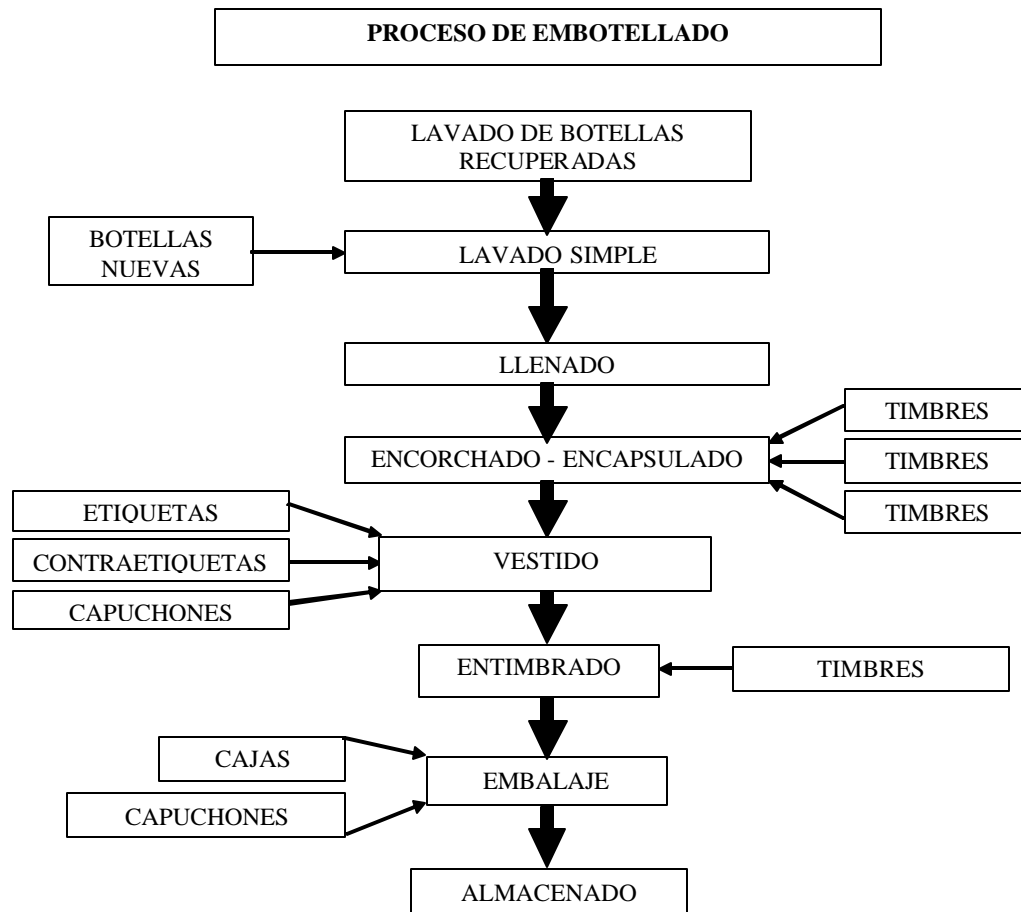 PROCESO DE EMBOTELLADO
LAVADO DE BOTELLAS
RECUPERADAS
BOTELLAS
NUEVAS
LAVADO SIMPLE
LLENADO
TIMBRES
ENCORCHADO - ENCAPSULADO
TIMBRES
TIMBRES
ETIQUETAS
CONTRAETIQUETAS
CAPUCHONES
VESTIDO
ENTIMBRADO
TIMBRES
CAJAS
CAPUCHONES
EMBALAJE
ALMACENADO